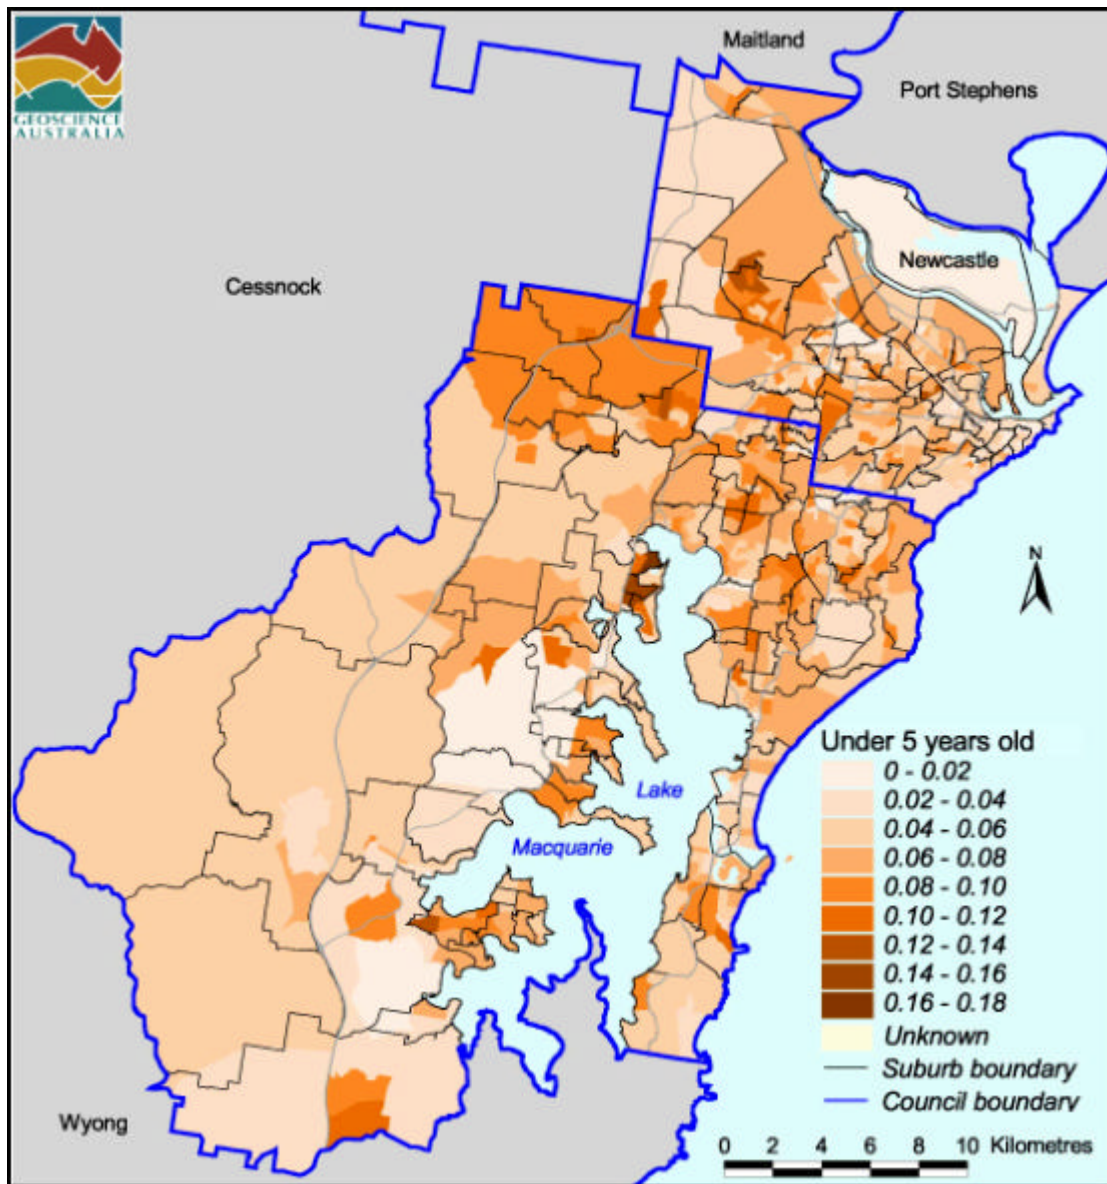 Maitland
Port Stephens
GEOSCIENCE
AUSTRALIA
Newcastle
Cessnock
N
Under 5 years old
0 - 0.02
0.02 - 0.04
0.04 - 0.06
0.06 - 0.08
0.08 - 0.10
0.10 - 0.12
0.12 - 0.14
0.14 - 0.16
0.16 - 0.18
Unknown
Suburb boundary
Council boundary
Lake
Macquarie
Wyong
0 2 4 6 8 10 Kilometres